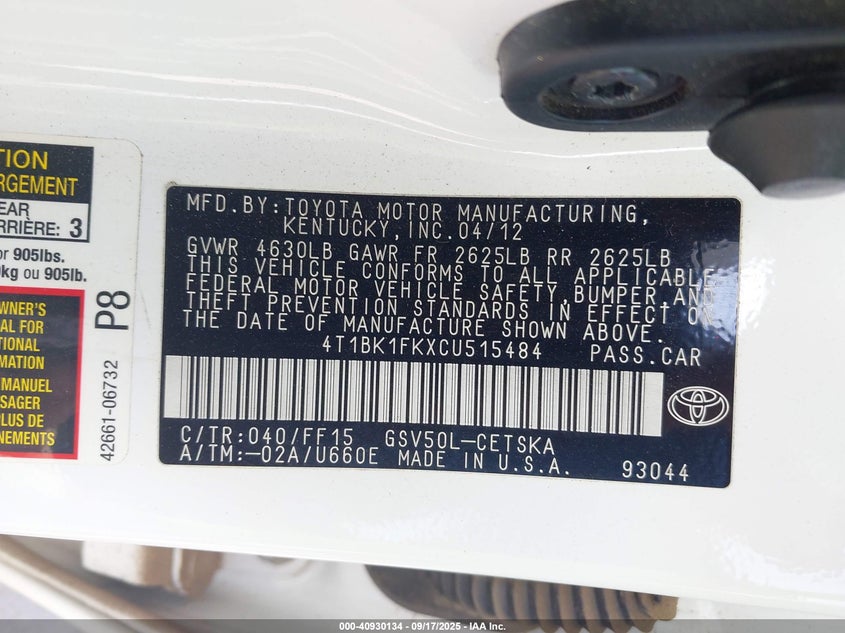 TION
RGEMENT
EAR
RRIÈRE: 3
or 905lbs.
0kg ou 905lb.
WNER'S
AL FOR
TIONAL
MATION
MANUEL
SAGER
PLUS DE
NEMENTS
P8
42661-06732
MFD.BY:TOYOTA MOTOR MANUFACTURING,
KENTUCKY,INC.04/12
GVWR 4630LB GAWR FR 2625LB RR 2625LB
THIS VEHICLE CONFORMS TO ALL APPLICABLE
FEDERAL MOTOR VEHICLE SAFETY,BUMPER,AND
THEFT PREVENTION STANDARDS IN EFFECT ON
THE DATE OF MANUFACTURE SHOWN ABOVE.
4T1BK1FKXCU515484 PASS.CAR
C/TR:040/FF15 GSV50L-CETSKA
A/TM:-02A/U660E MADE IN U.S.A.
93044
000-40930134 - 09/17/2025 - IAA Inc.